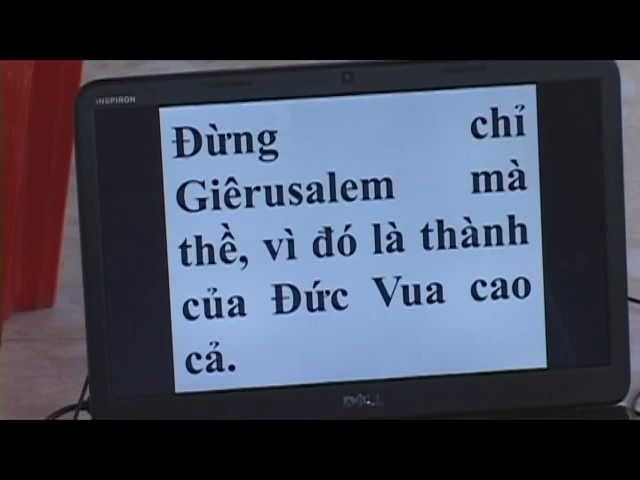 INSPIRON
Đừng chỉ
Giêrusalem mà
thề, vì đó là thành
của Đức Vua cao
cả.
DELL